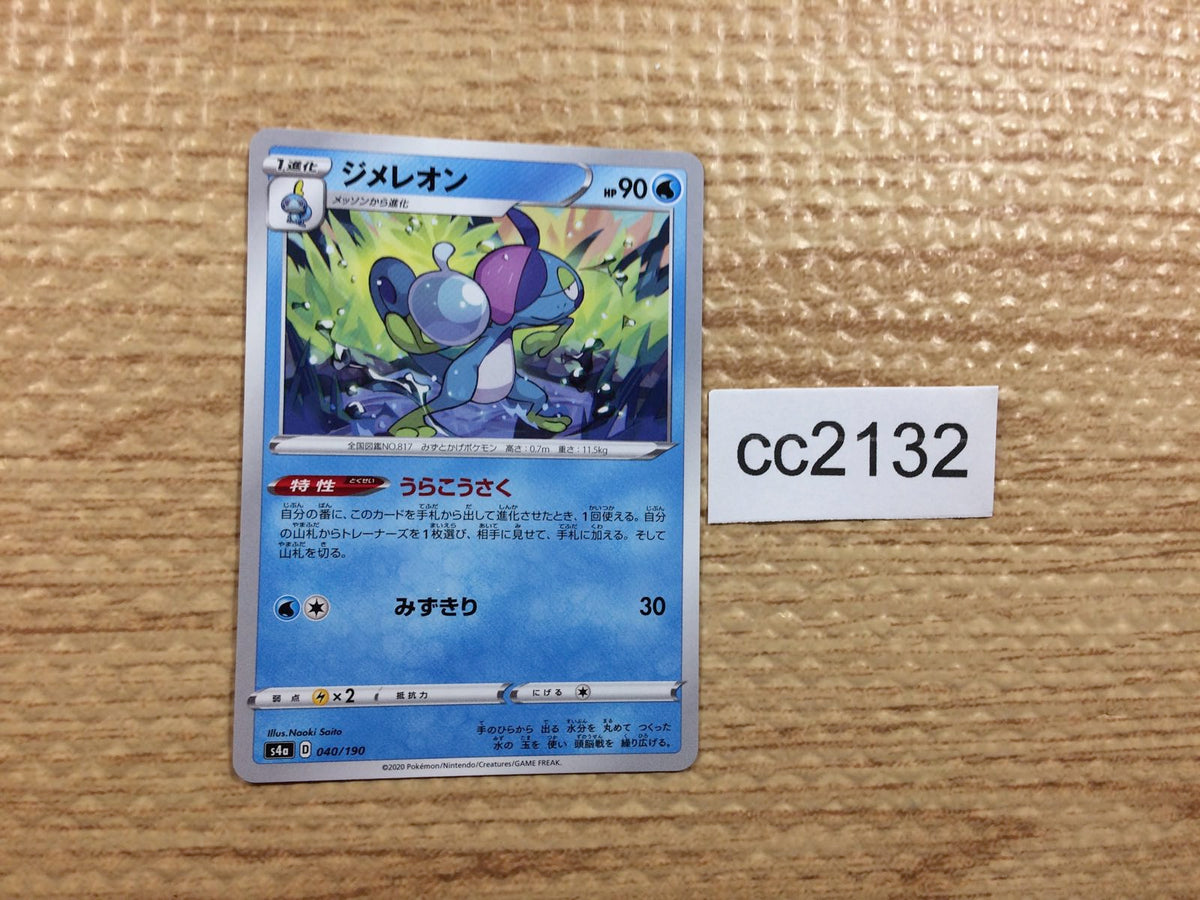 1進化
ジメレオン
HP 90
メッソンから進化
全国図鑑NO.817 みずとかげポケモン 高さ:0.7m 重さ:11.5kg
特性 とくせい うらこうさく
自分の番に、このカードを手札から出して進化させたとき、1回使える。自分
の山札からトレーナーズを1枚選び、相手に見せて、手札に加える。そして
山札を切る。
みずきり 30
弱点 ×2 抵抗力 にげる
Illus.Naoki Saito
手のひらから 出る 水分を 丸めて つくった
水の 玉を 使い 頭脳戦を 繰り広げる。
s4a D 040/190
©2020 Pokémon/Nintendo/Creatures/GAME FREAK.
cc2132